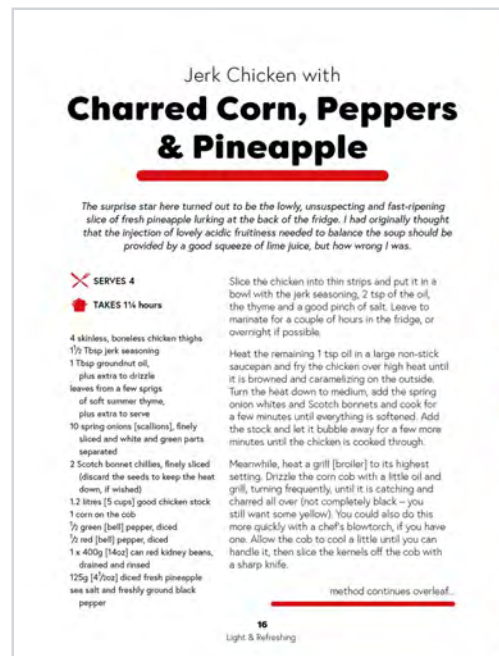 Jerk Chicken with
Charred Corn, Peppers
& Pineapple
The surprise star here turned out to be the lowly, unsuspecting and fast-ripening
slice of fresh pineapple lurking at the back of the fridge. I had originally thought
that the injection of lovely acidic fruitiness needed to balance the soup should be
provided by a good squeeze of lime juice, but how wrong I was.
SERVES 4
TAKES 1¼ hours
4 skinless, boneless chicken thighs
1½ Tbsp jerk seasoning
1 Tbsp groundnut oil,
plus extra to drizzle
leaves from a few sprigs
of soft summer thyme,
plus extra to serve
10 spring onions [scallions], finely
sliced and white and green parts
separated
2 Scotch bonnet chillies, finely sliced
(discard the seeds to keep the heat
down, if wished)
1.2 litres [5 cups] good chicken stock
1 corn on the cob
½ green [bell] pepper, diced
½ red [bell] pepper, diced
1 x 400g [14oz] can red kidney beans,
drained and rinsed
125g [4½oz] diced fresh pineapple
sea salt and freshly ground black
pepper
Slice the chicken into thin strips and put it in a
bowl with the jerk seasoning, 2 tsp of the oil,
the thyme and a good pinch of salt. Leave to
marinate for a couple of hours in the fridge, or
overnight if possible.
Heat the remaining 1 tsp oil in a large non-stick
saucepan and fry the chicken over high heat until
it is browned and caramelizing on the outside.
Turn the heat down to medium, add the spring
onion whites and Scotch bonnets and cook for
a few minutes until everything is softened. Add
the stock and let it bubble away for a few more
minutes until the chicken is cooked through.
Meanwhile, heat a grill [broiler] to its highest
setting. Drizzle the corn cob with a little oil and
grill, turning frequently, until it is catching and
charred all over (not completely black – you
still want some yellow). You could also do this
more quickly with a chef's blowtorch, if you have
one. Allow the cob to cool a little until you can
handle it, then slice the kernels off the cob with
a sharp knife.
method continues overleaf...
16
Light & Refreshing